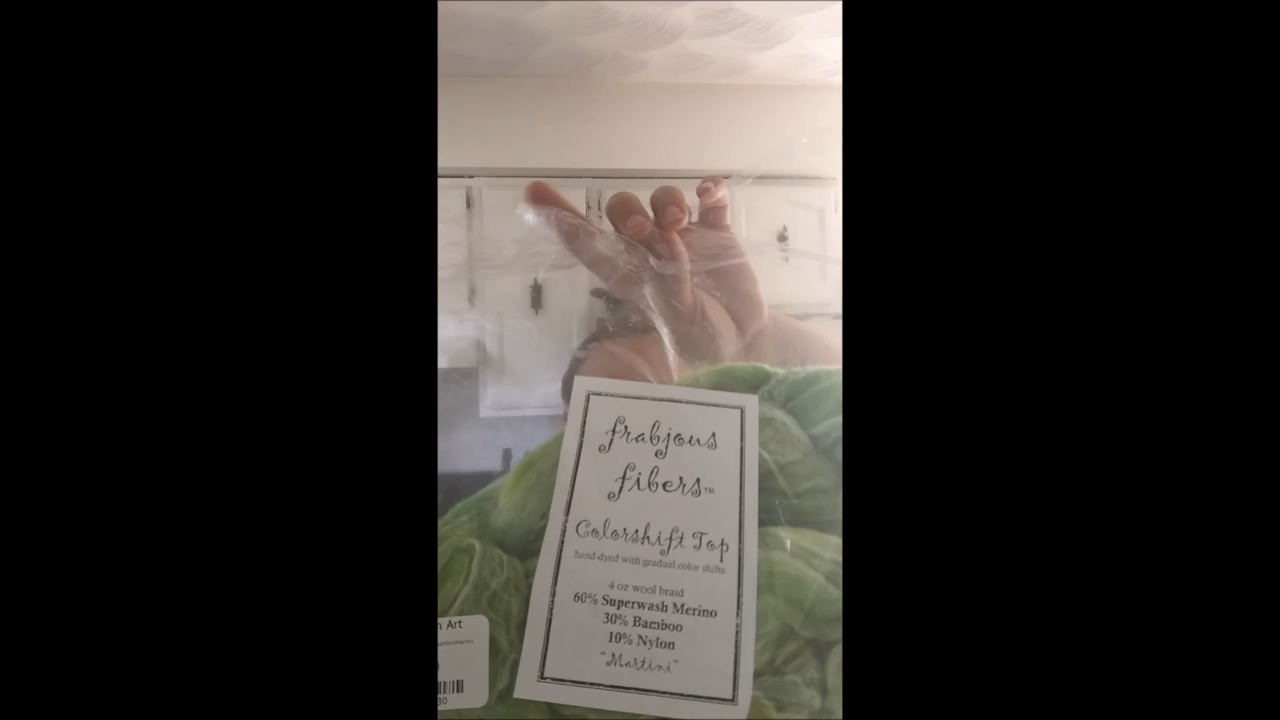 frabjous
fibers™
Colorshift Top
hand-dyed with gradual color shifts
4 oz wool braid
60% Superwash Merino
30% Bamboo
10% Nylon
"Martini"
n Art
30